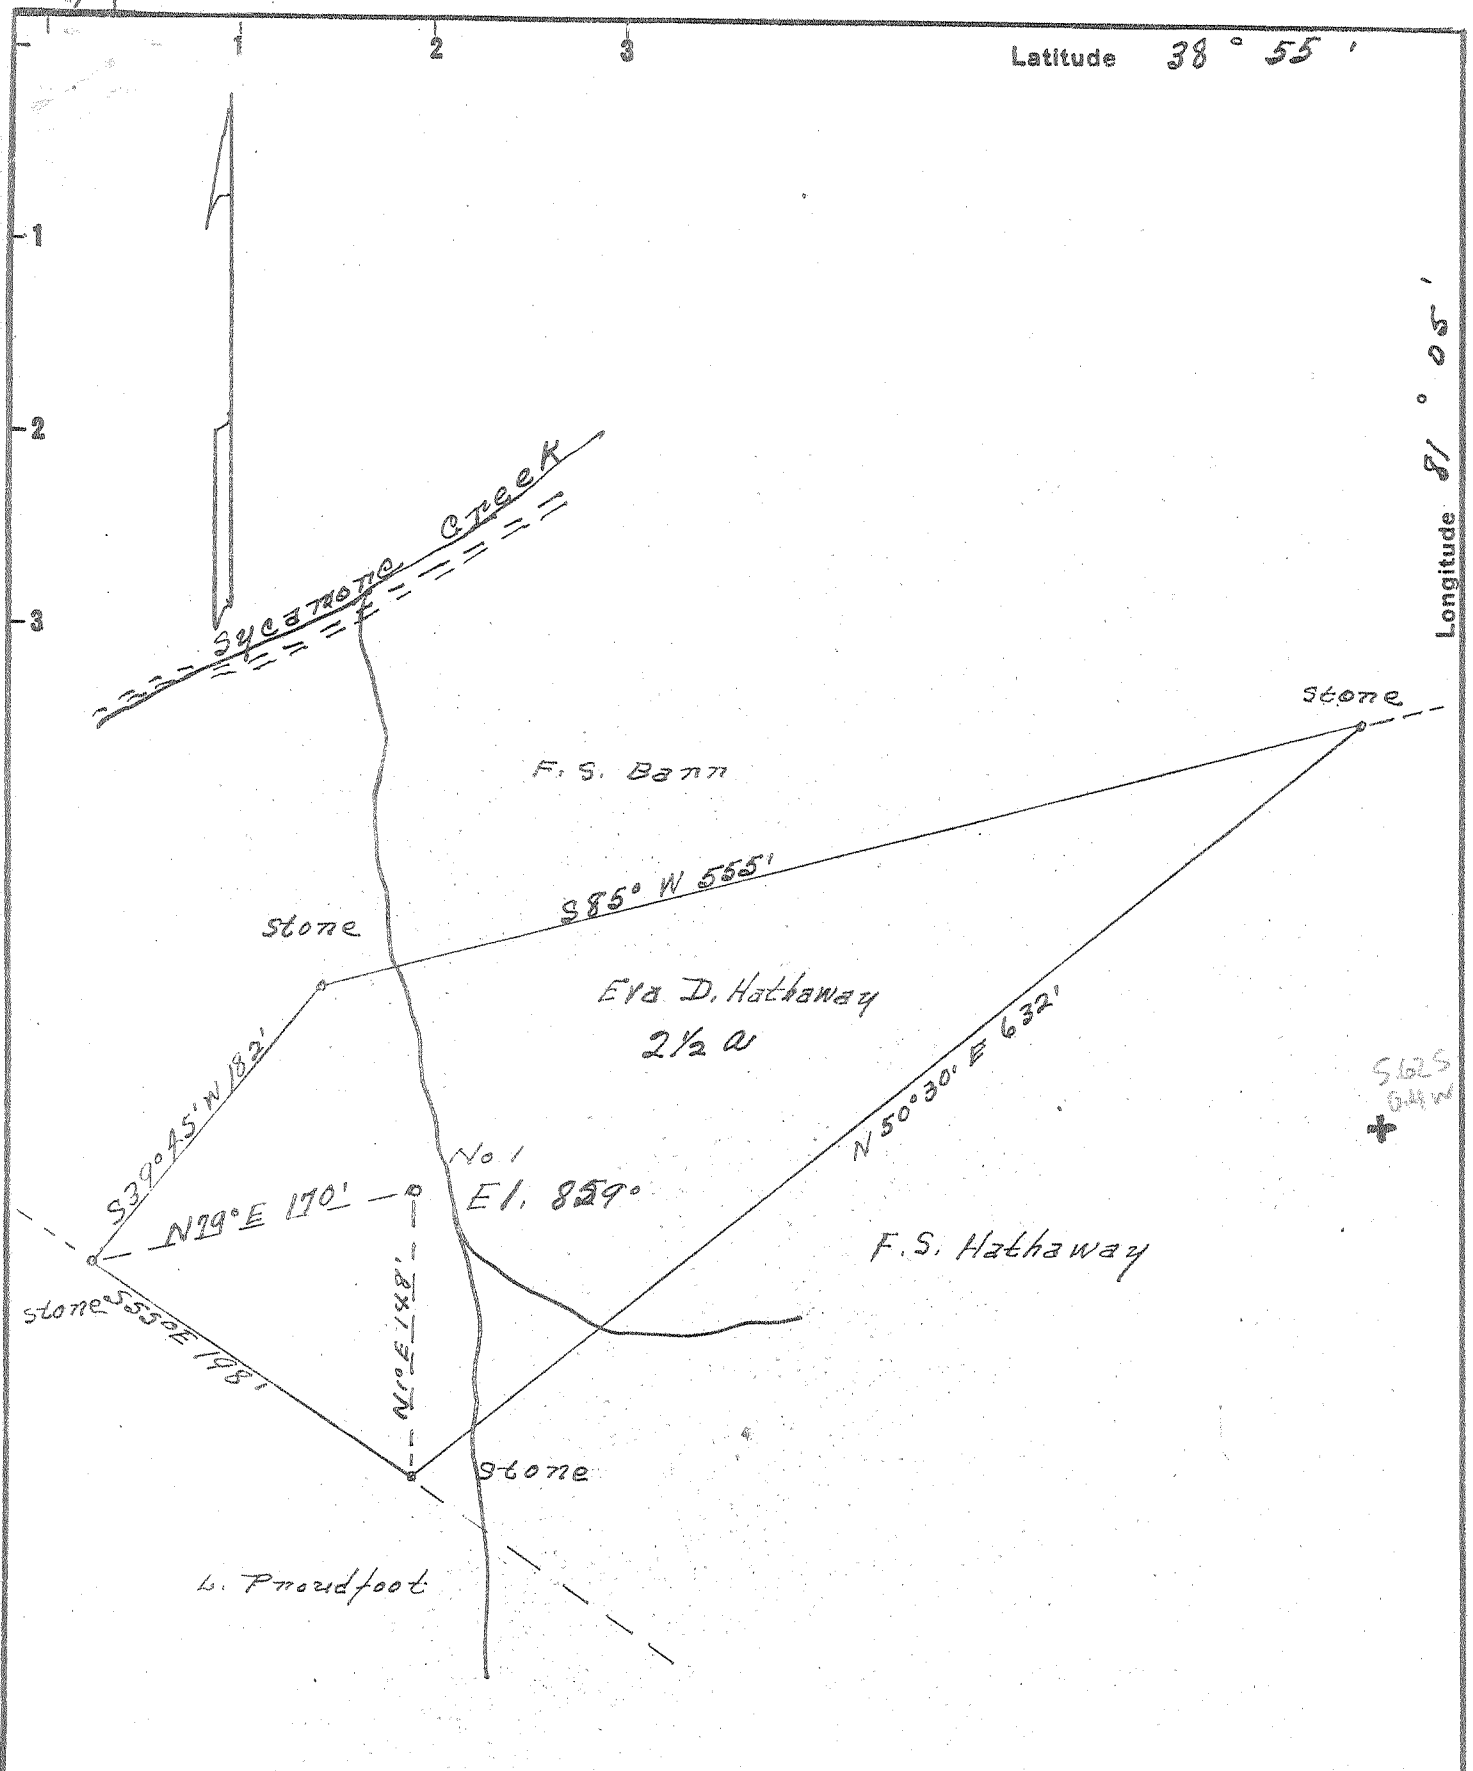 1 2 3
Latitude 38° 55'
1
2
3
Longitude 81° 05'
Sycamore Creek
stone
F.S. Barr
S85° W 555'
stone
Eva D. Hathaway
2½ a
N 50°30' E 632'
S39°45' W 182'
No. 1
N79°E 170'
El. 859°
F.S. Hathaway
stone
S55°E 198'
N1°E 148'
stone
L. Proudfoot